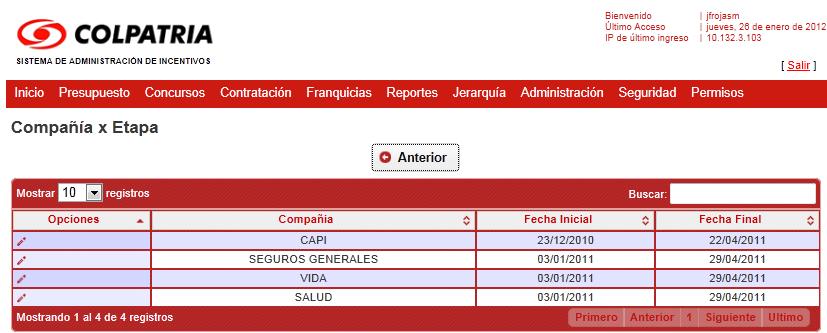 COLPATRIA
SISTEMA DE ADMINISTRACIÓN DE INCENTIVOS
Bienvenido | jfrojasm
Último Acceso | jueves, 26 de enero de 2012
IP de último ingreso | 10.132.3.103
[ Salir ]
Inicio Presupuesto Concursos Contratación Franquicias Reportes Jerarquía Administración Seguridad Permisos
Compañía x Etapa
Anterior
Mostrar 10 registros Buscar:
Opciones Compañia Fecha Inicial Fecha Final
CAPI 23/12/2010 22/04/2011
SEGUROS GENERALES 03/01/2011 29/04/2011
VIDA 03/01/2011 29/04/2011
SALUD 03/01/2011 29/04/2011
Mostrando 1 al 4 de 4 registros Primero Anterior 1 Siguiente Ultimo